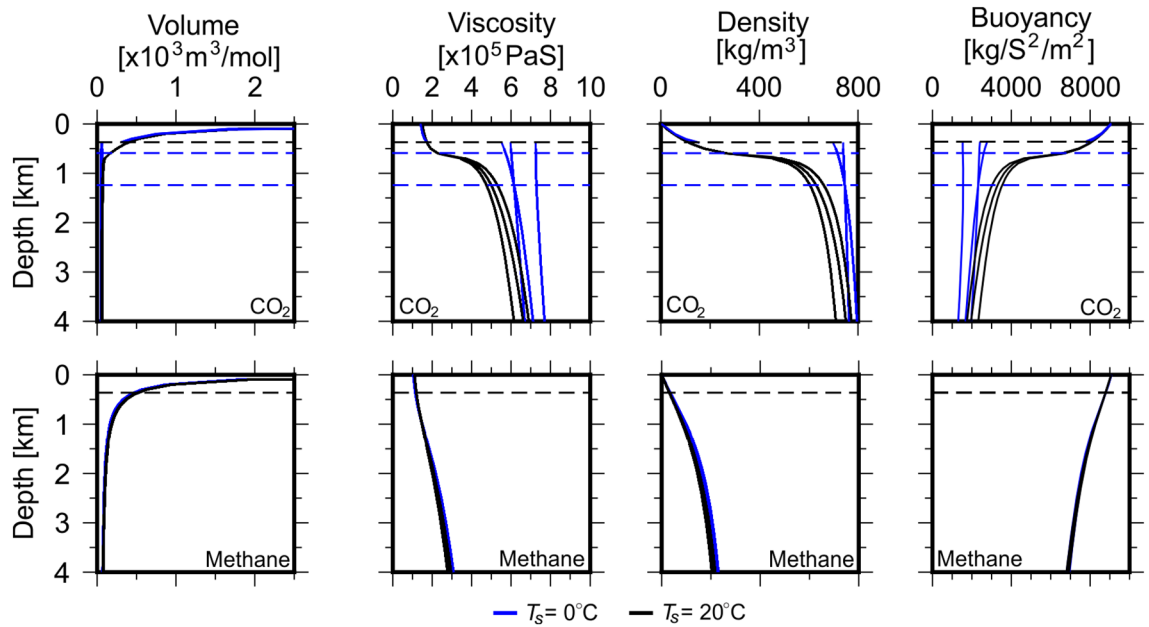 Volume
[x10³m³/mol]
0 1 2
Viscosity
[x10⁵PaS]
0 2 4 6 8 10
Density
[kg/m³]
0 400 800
Buoyancy
[kg/S²/m²]
0 4000 8000
Depth [km]
0
1
2
3
4
CO₂
CO₂
CO₂
CO₂
Depth [km]
0
1
2
3
4
Methane
Methane
Methane
Methane
Tₛ= 0°C Tₛ= 20°C